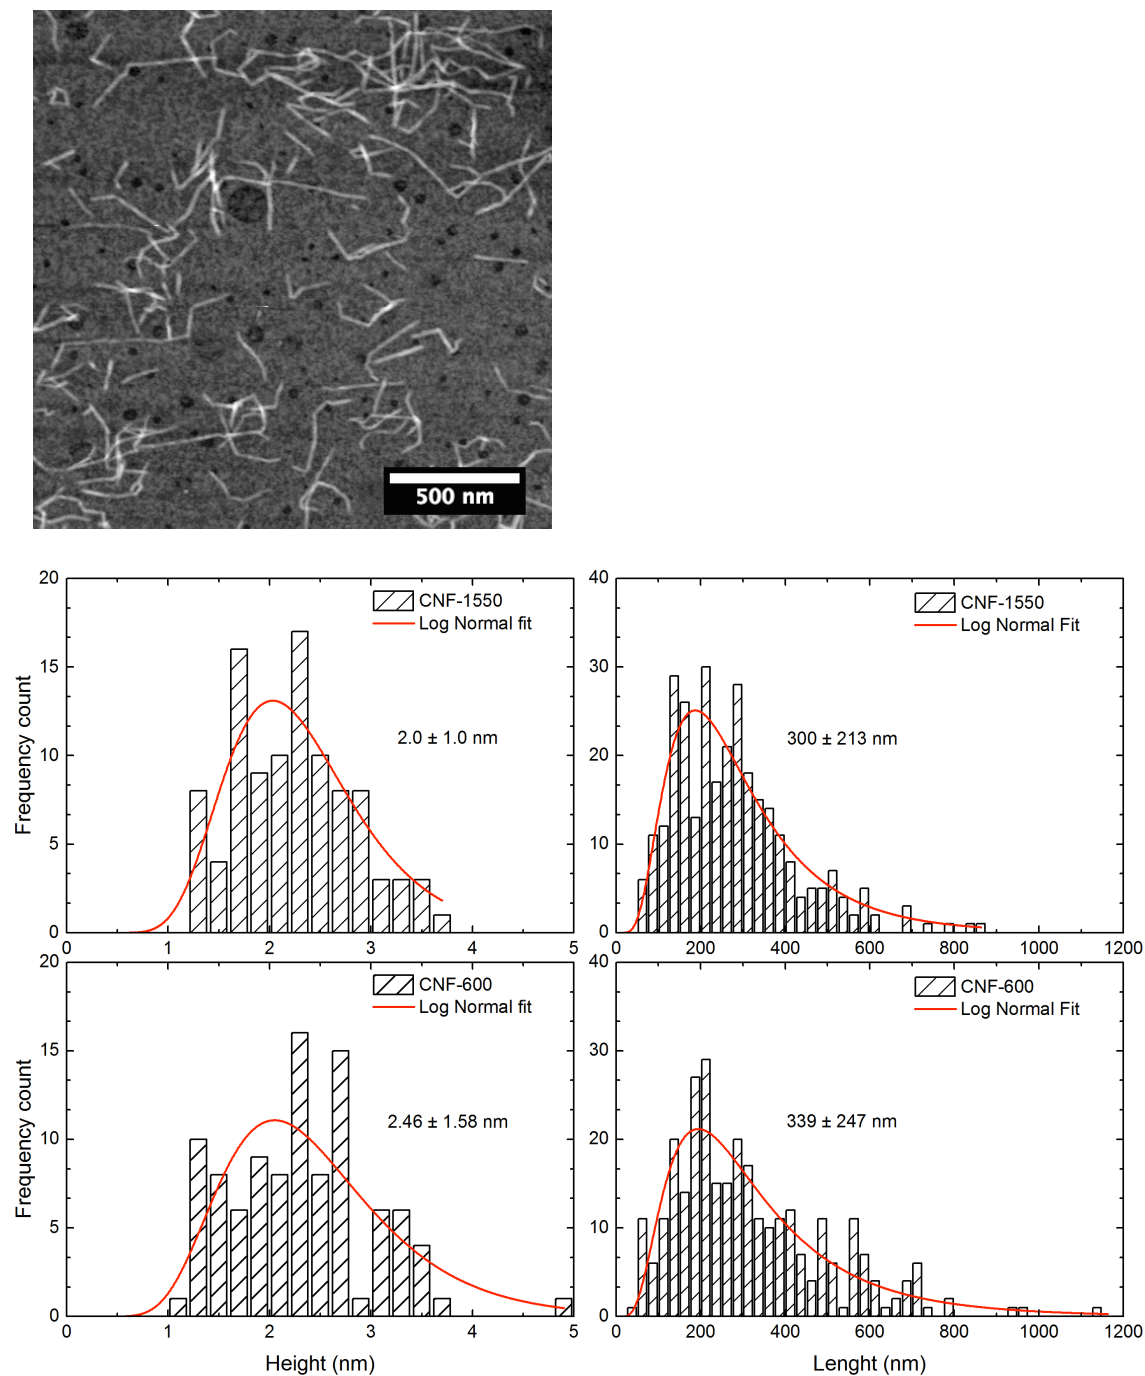 500 nm
20
15
10
5
0
Frequency count
CNF-1550
Log Normal fit
2.0 ± 1.0 nm
0 1 2 3 4 5
40
30
20
10
0
CNF-1550
Log Normal Fit
300 ± 213 nm
0 200 400 600 800 1000 1200
20
15
10
5
0
Frequency count
CNF-600
Log Normal fit
2.46 ± 1.58 nm
0 1 2 3 4 5
Height (nm)
40
30
20
10
0
CNF-600
Log Normal Fit
339 ± 247 nm
0 200 400 600 800 1000 1200
Lenght (nm)